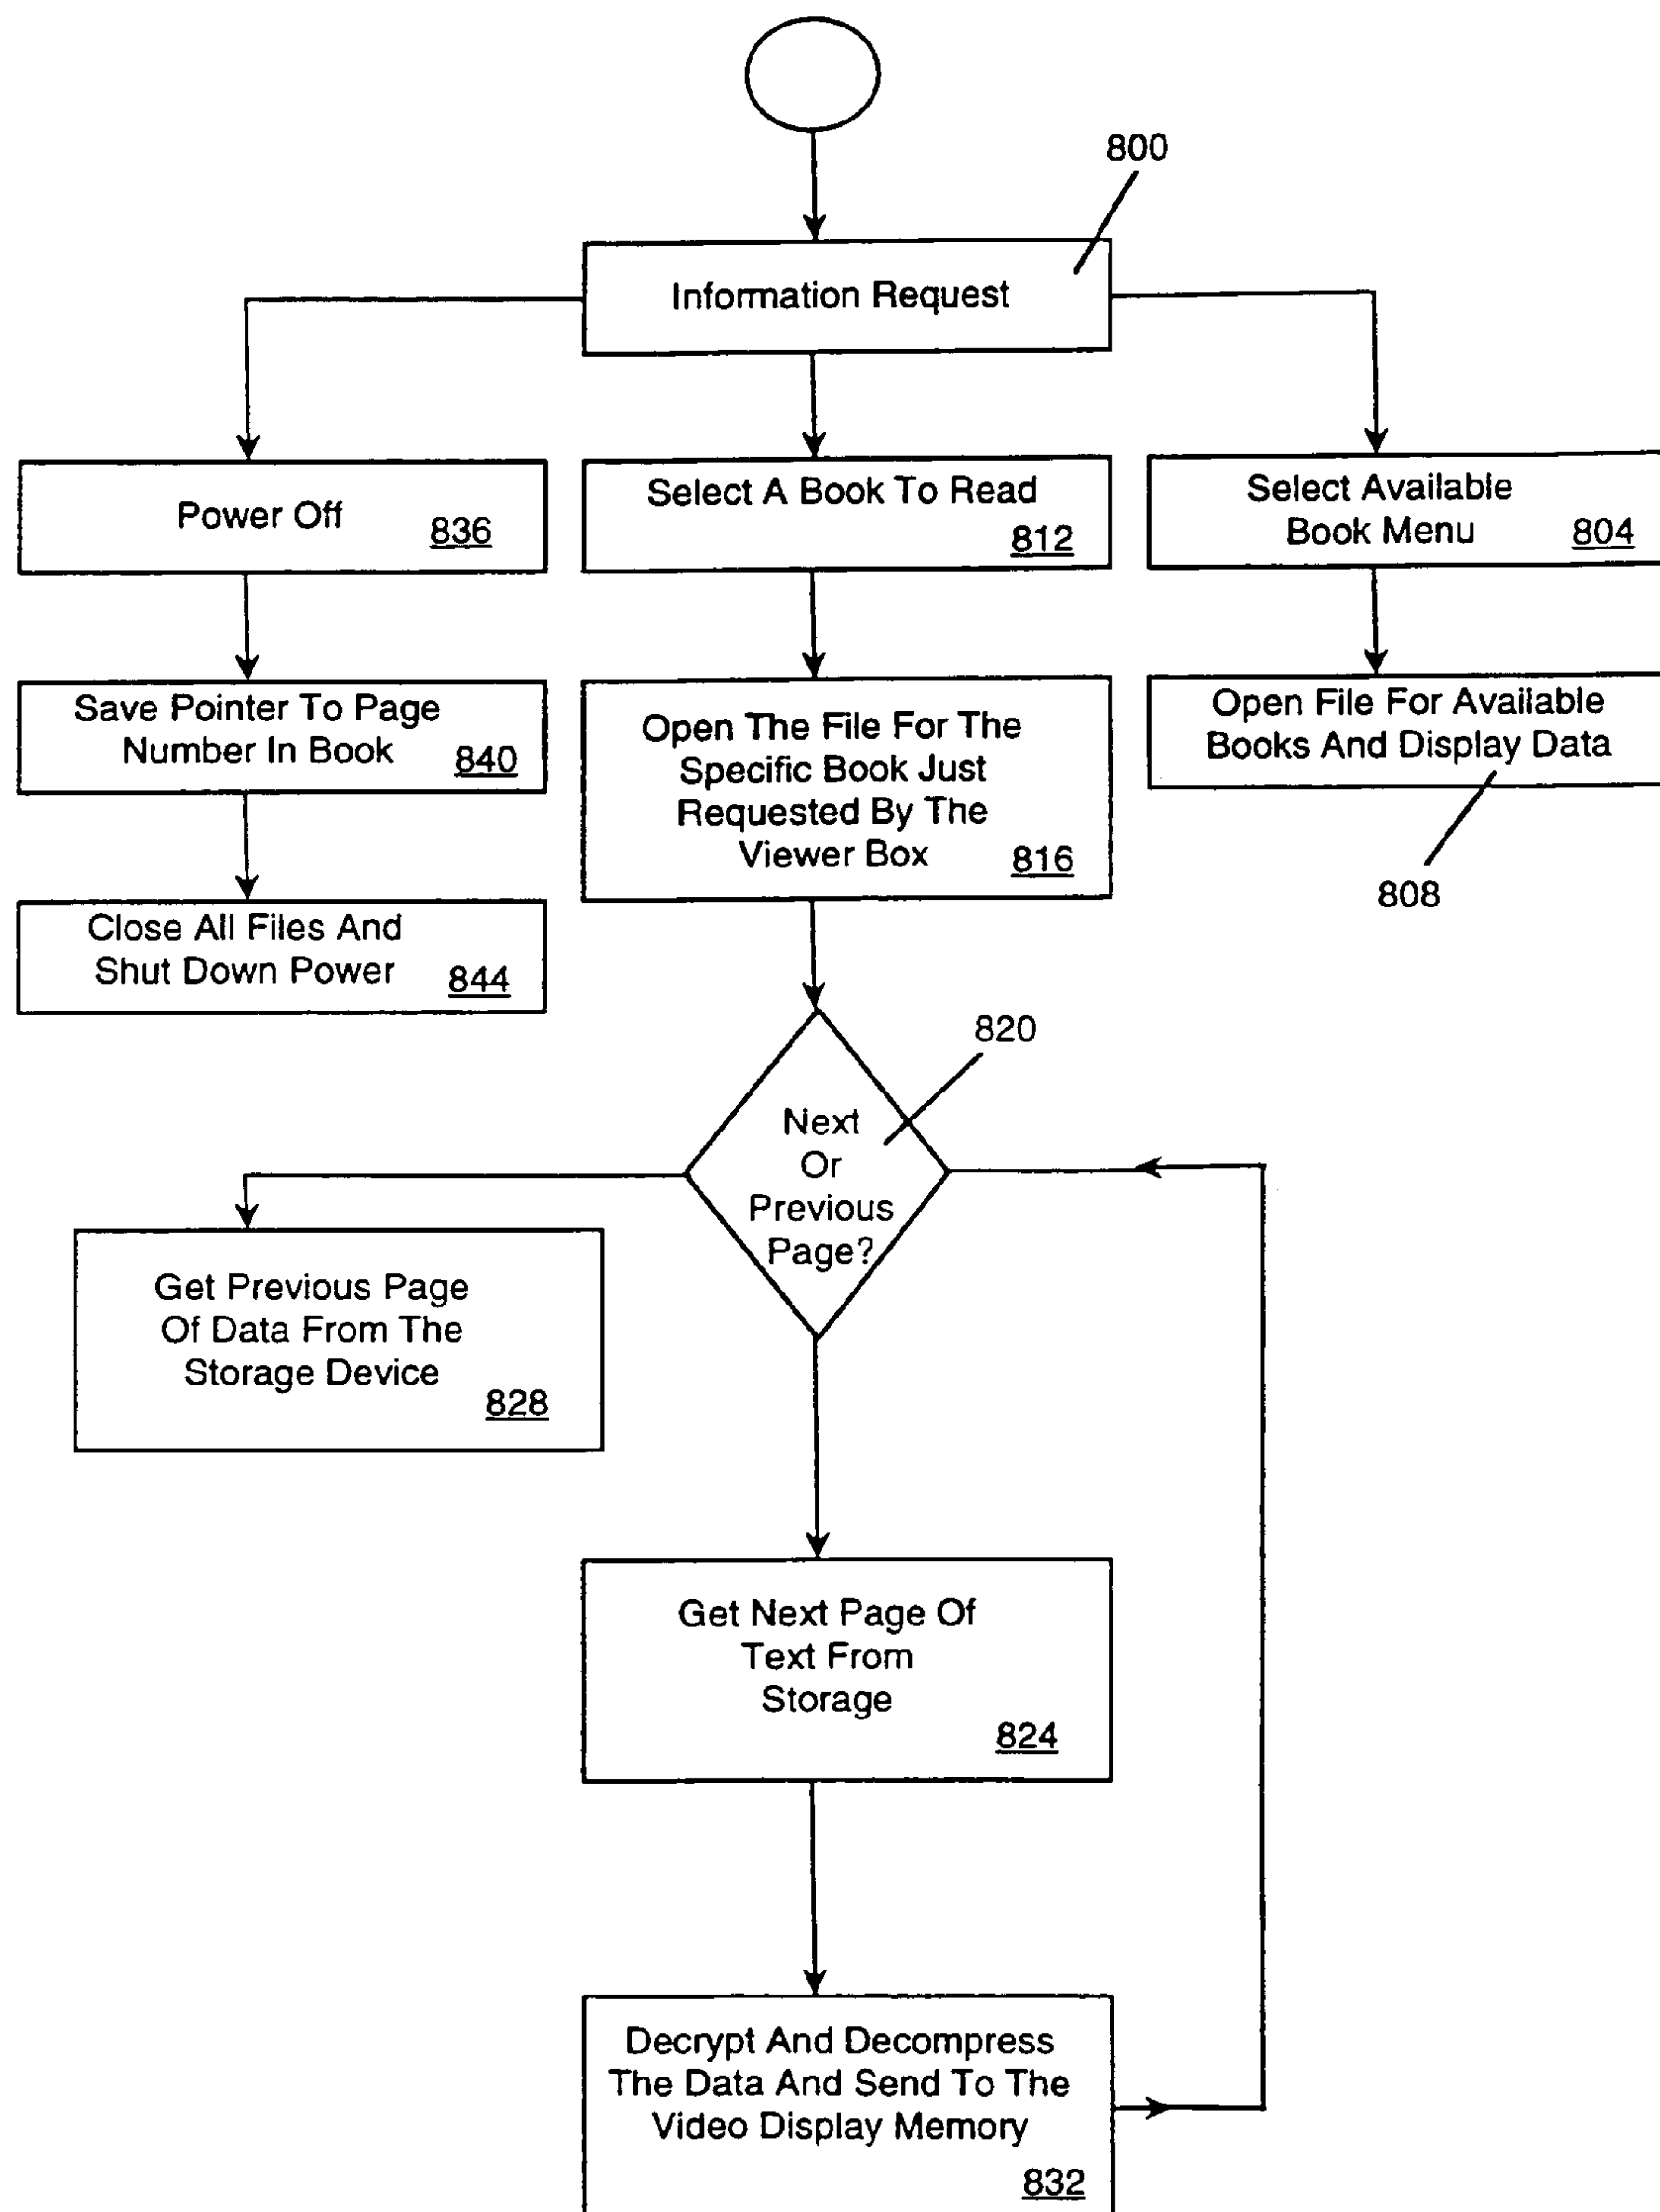 800
Information Request
Power Off
836
Select A Book To Read
812
Select Available
Book Menu
804
Save Pointer To Page
Number In Book
840
Open The File For The
Specific Book Just
Requested By The
Viewer Box
816
Open File For Available
Books And Display Data
808
Close All Files And
Shut Down Power
844
820
Next
Or
Previous
Page?
Get Previous Page
Of Data From The
Storage Device
828
Get Next Page Of
Text From
Storage
824
Decrypt And Decompress
The Data And Send To The
Video Display Memory
832